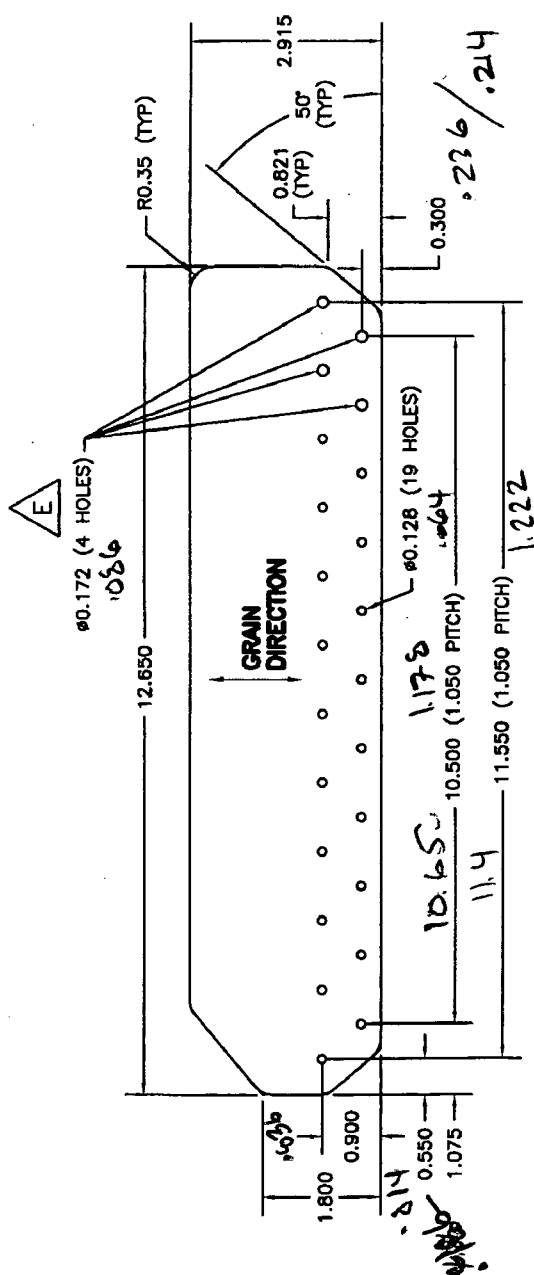 E
Ø0.172 (4 HOLES)
.086
R0.35 (TYP)
12.650
2.915
50°
(TYP)
0.821
(TYP)
0.300
.236/.214
GRAIN
DIRECTION
Ø0.128 (19 HOLES)
.064
1.800
0.900
.814
0.550
1.075
10.650
1.178
10.500 (1.050 PITCH)
11.4
11.550 (1.050 PITCH)
1.222